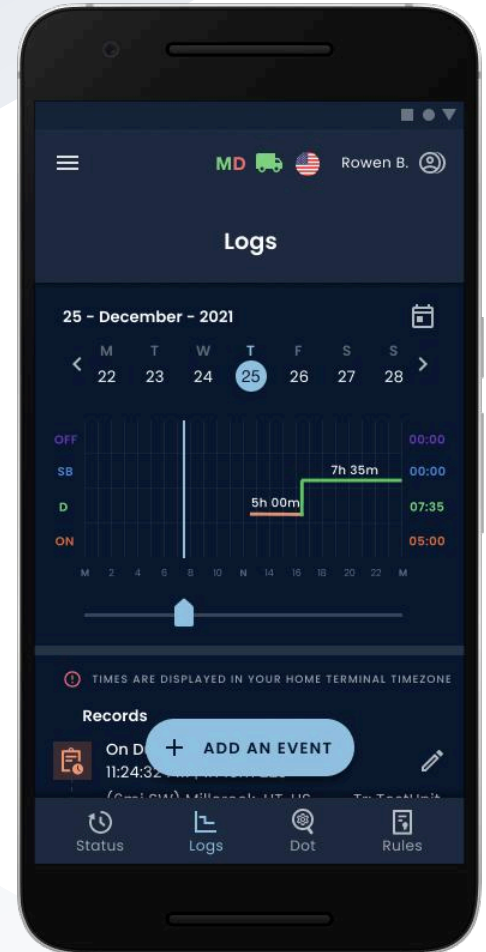 MD Rowen B.
Logs
25 - December - 2021
M T W T F S S
22 23 24 25 26 27 28
OFF 00:00
SB 7h 35m 00:00
D 5h 00m 07:35
ON 05:00
M 2 4 6 8 10 N 14 16 18 20 22 M
TIMES ARE DISPLAYED IN YOUR HOME TERMINAL TIMEZONE
Records
On D
+ ADD AN EVENT
11:24:32
Status Logs Dot Rules